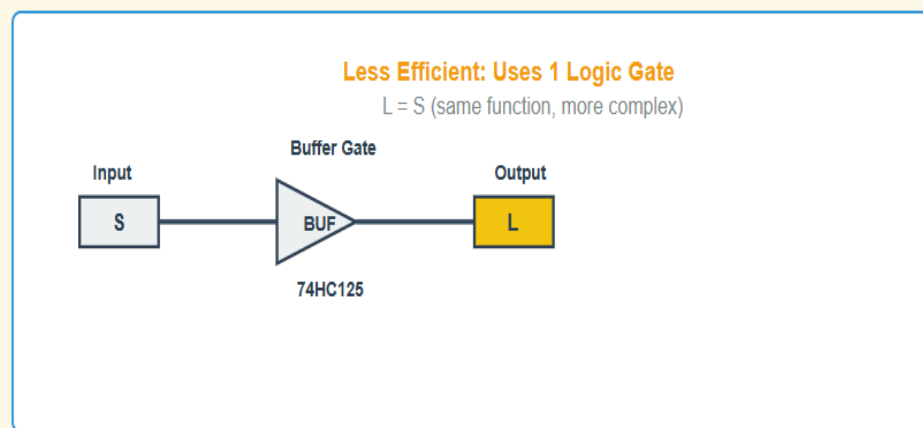 Less Efficient: Uses 1 Logic Gate
L = S (same function, more complex)
Buffer Gate
Input
Output
S
BUF
L
74HC125